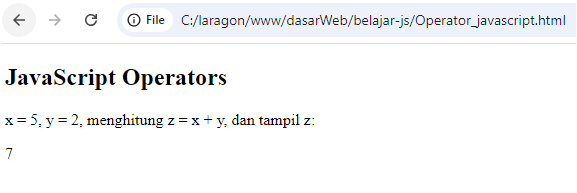 File C:/laragon/www/dasarWeb/belajar-js/Operator_javascript.html
JavaScript Operators
x = 5, y = 2, menghitung z = x + y, dan tampil z:
7